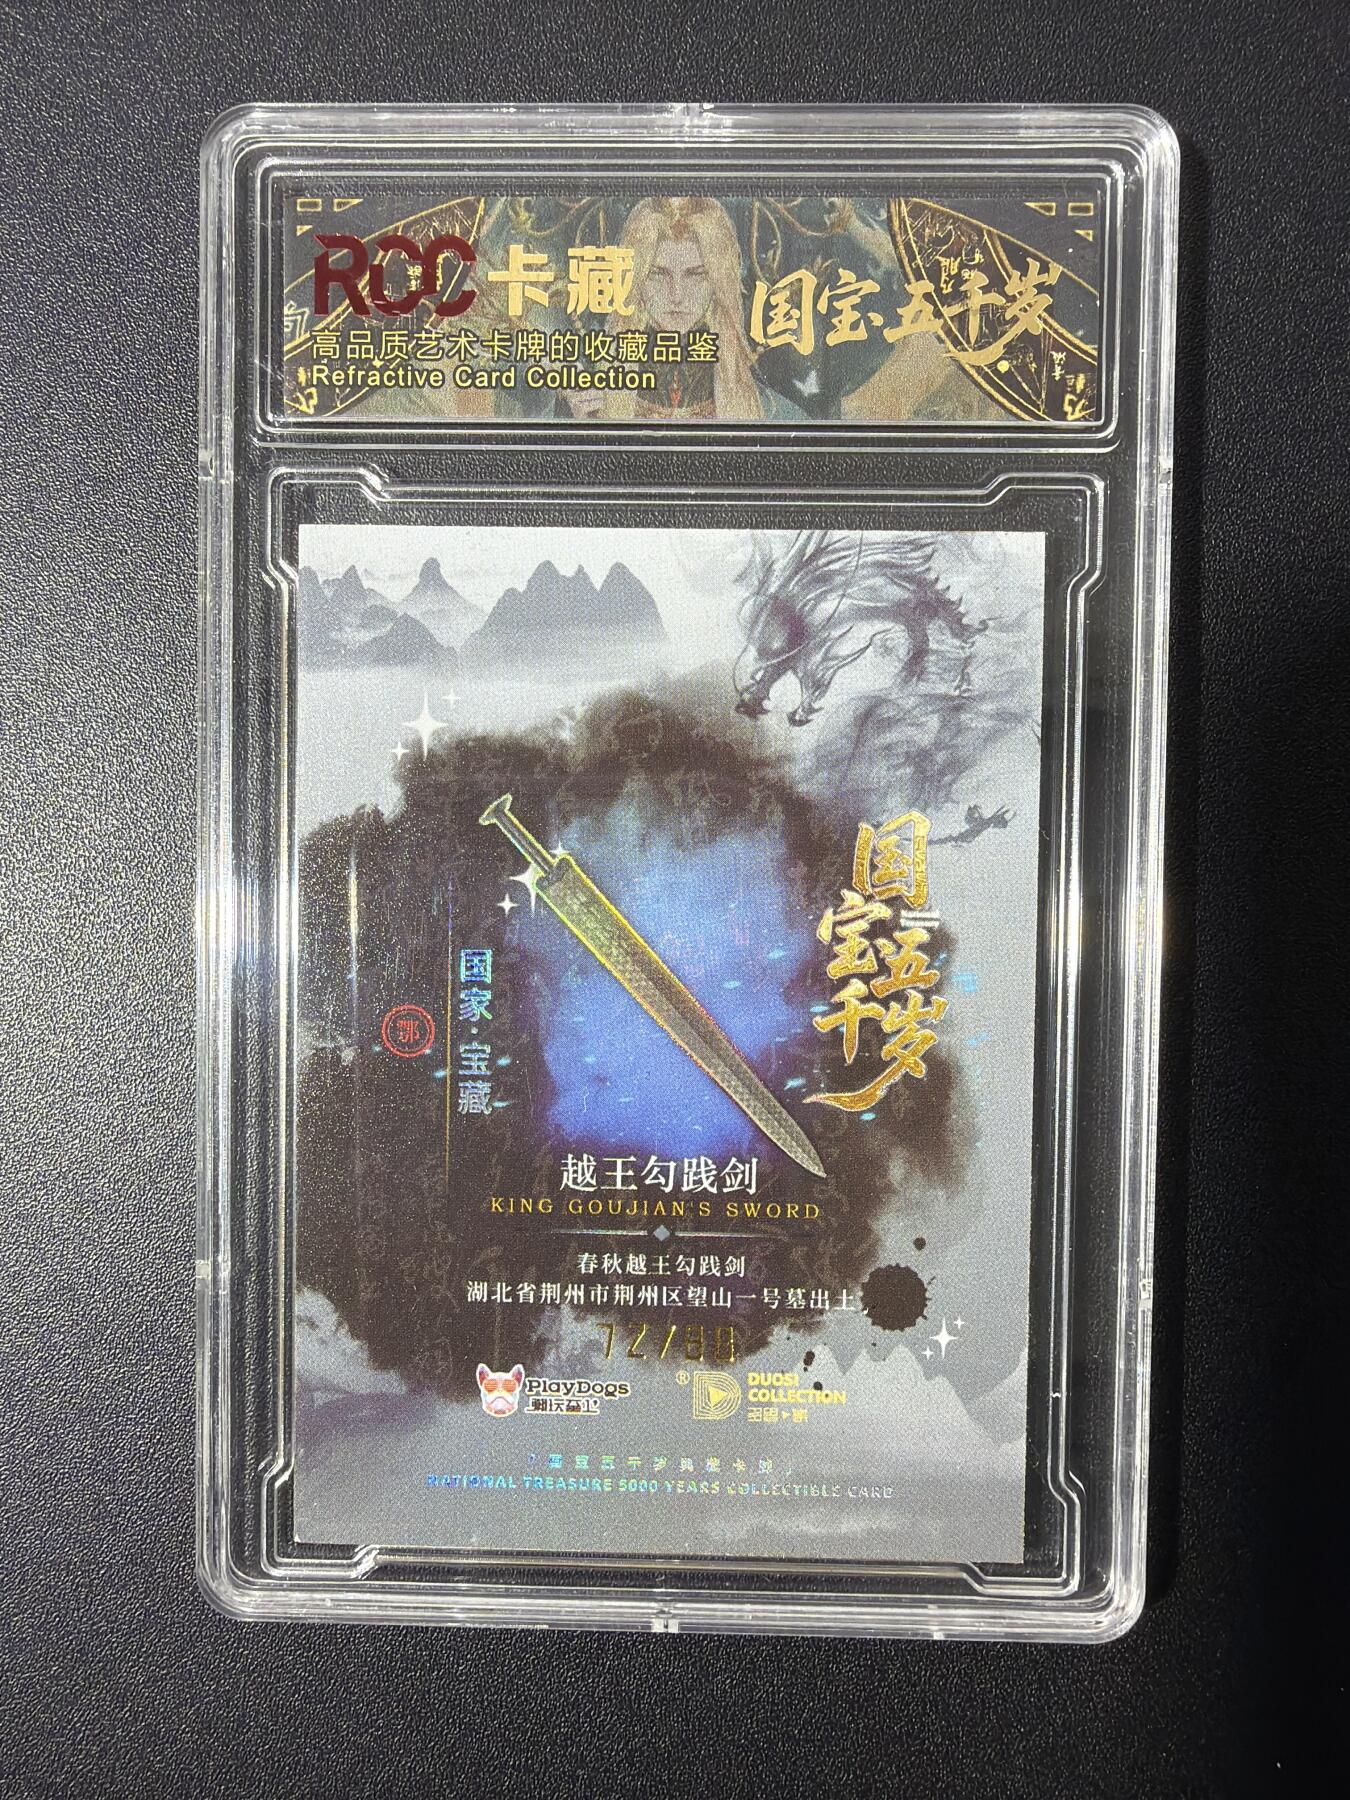 RCC 卡藏
国宝五千岁
高品质艺术卡牌的收藏品鉴
Refractive Card Collection
国宝五千岁
国家·宝藏
鄂
越王勾践剑
KING GOUJIAN'S SWORD
春秋越王勾践剑
湖北省荆州市荆州区望山一号墓出土
72/88
PlayDogs
®
DUOSI
COLLECTION
NATIONAL TREASURE 5000 YEARS COLLECTIBLE CARD